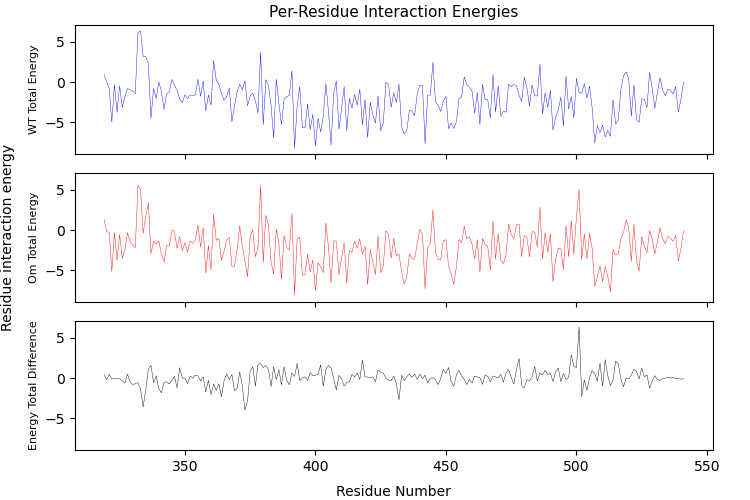 Per-Residue Interaction Energies
Residue interaction energy
WT Total Energy
5
0
−5
Om Total Energy
5
0
−5
Energy Total Difference
5
0
−5
350 400 450 500 550
Residue Number